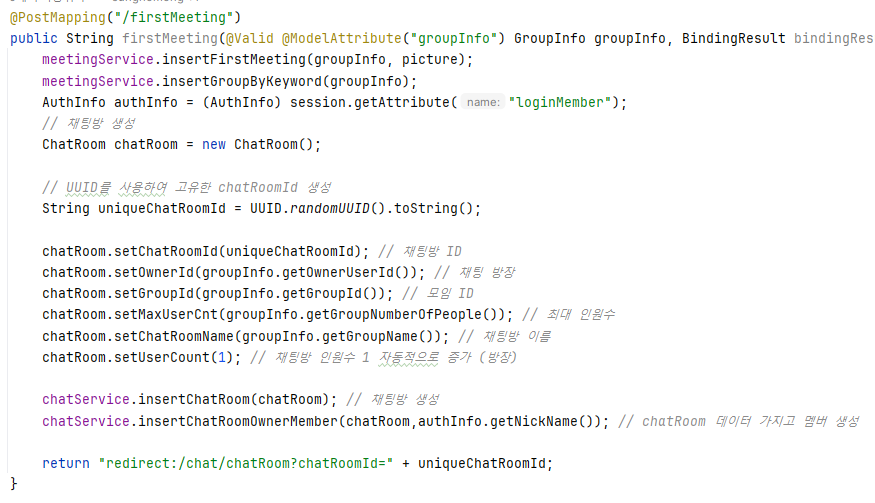 @PostMapping("/firstMeeting")
public String firstMeeting(@Valid @ModelAttribute("groupInfo") GroupInfo groupInfo, BindingResult bindingRes
meetingService.insertFirstMeeting(groupInfo, picture);
meetingService.insertGroupByKeyword(groupInfo);
AuthInfo authInfo = (AuthInfo) session.getAttribute( name: "loginMember");
// 채팅방 생성
ChatRoom chatRoom = new ChatRoom();
// UUID를 사용하여 고유한 chatRoomId 생성
String uniqueChatRoomId = UUID.randomUUID().toString();
chatRoom.setChatRoomId(uniqueChatRoomId); // 채팅방 ID
chatRoom.setOwnerId(groupInfo.getOwnerUserId()); // 채팅 방장
chatRoom.setGroupId(groupInfo.getGroupId()); // 모임 ID
chatRoom.setMaxUserCnt(groupInfo.getGroupNumberOfPeople()); // 최대 인원수
chatRoom.setChatRoomName(groupInfo.getGroupName()); // 채팅방 이름
chatRoom.setUserCount(1); // 채팅방 인원수 1 자동적으로 증가 (방장)
chatService.insertChatRoom(chatRoom); // 채팅방 생성
chatService.insertChatRoomOwnerMember(chatRoom,authInfo.getNickName()); // chatRoom 데이터 가지고 멤버 생성
return "redirect:/chat/chatRoom?chatRoomId=" + uniqueChatRoomId;
}